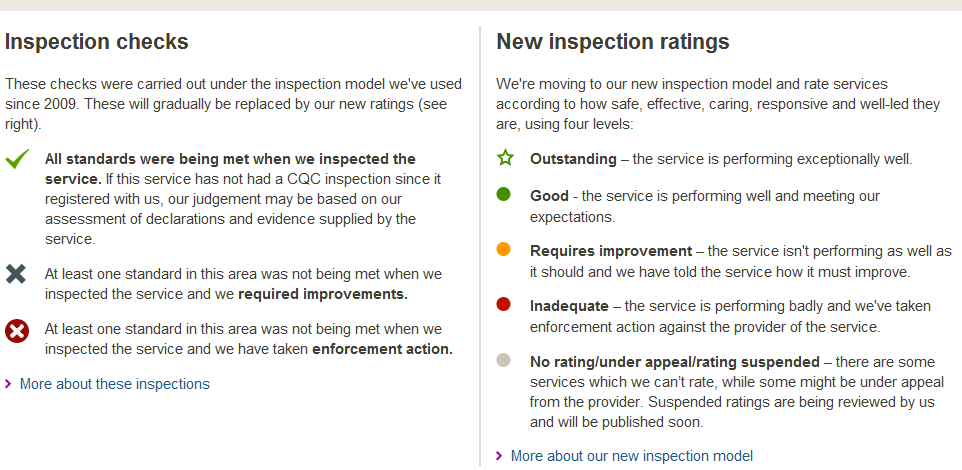 Inspection checks
These checks were carried out under the inspection model we've used
since 2009. These will gradually be replaced by our new ratings (see
right).
All standards were being met when we inspected the
service. If this service has not had a CQC inspection since it
registered with us, our judgement may be based on our
assessment of declarations and evidence supplied by the
service.
At least one standard in this area was not being met when we
inspected the service and we required improvements.
At least one standard in this area was not being met when we
inspected the service and we have taken enforcement action.
More about these inspections
New inspection ratings
We're moving to our new inspection model and rate services
according to how safe, effective, caring, responsive and well-led they
are, using four levels:
Outstanding – the service is performing exceptionally well.
Good - the service is performing well and meeting our
expectations.
Requires improvement – the service isn't performing as well as
it should and we have told the service how it must improve.
Inadequate – the service is performing badly and we've taken
enforcement action against the provider of the service.
No rating/under appeal/rating suspended – there are some
services which we can’t rate, while some might be under appeal
from the provider. Suspended ratings are being reviewed by us
and will be published soon.
More about our new inspection model